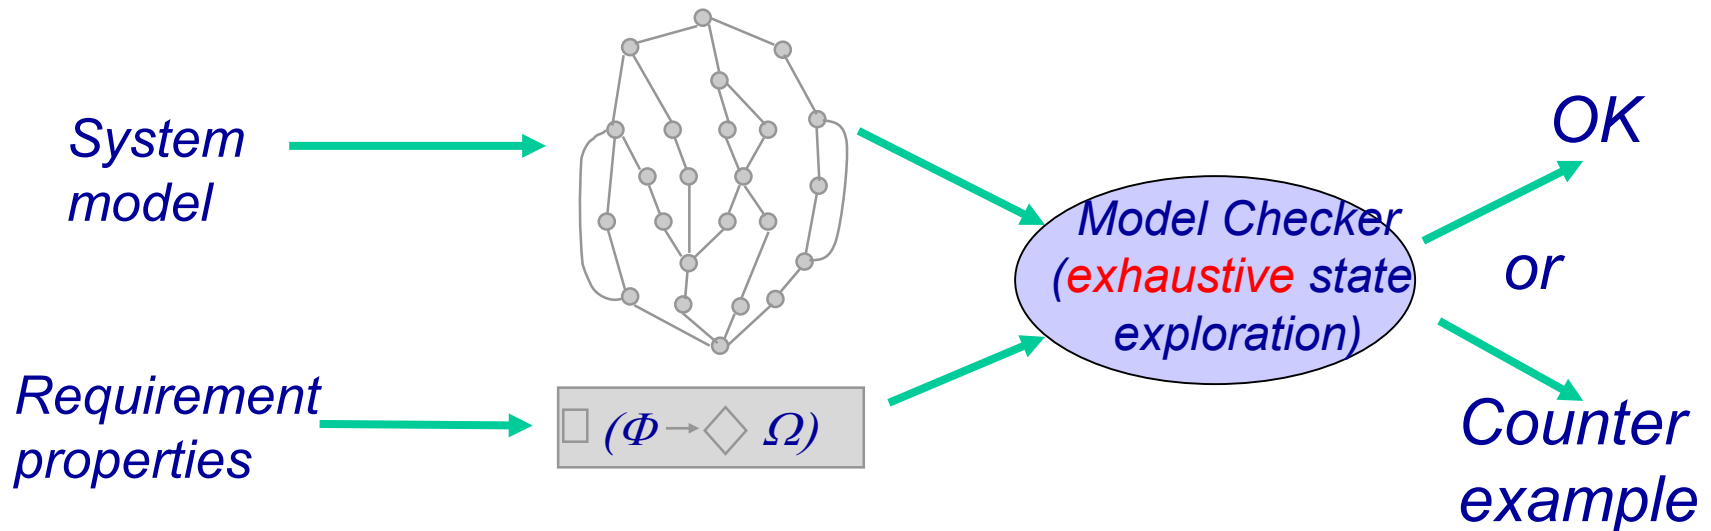 System
model
Requirement
properties
□ (Φ → ◇ Ω)
Model Checker
(exhaustive state
exploration)
OK
or
Counter
example